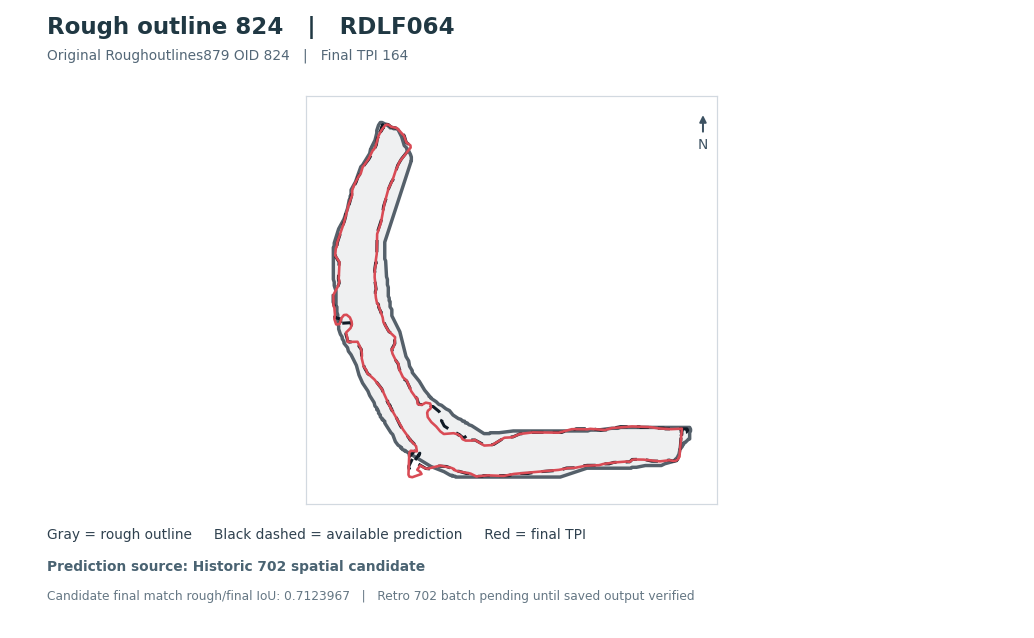 Rough outline 824   |   RDLF064
Original Roughoutlines879 OID 824   |   Final TPI 164
N
Gray = rough outline     Black dashed = available prediction     Red = final TPI
Prediction source: Historic 702 spatial candidate
Candidate final match rough/final IoU: 0.7123967   |   Retro 702 batch pending until saved output verified